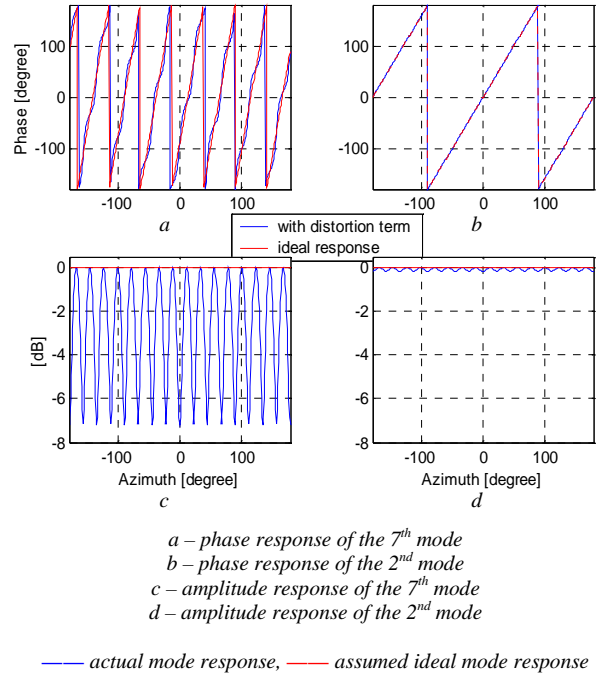 100
0
-100
Phase [degree]
-100
0
100
a
100
0
-100
-100
0
100
b
with distortion term
ideal response
0
-2
-4
-6
-8
[dB]
-100
0
100
Azimuth [degree]
c
0
-2
-4
-6
-8
-100
0
100
Azimuth [degree]
d
a – phase response of the 7th mode
b – phase response of the 2nd mode
c – amplitude response of the 7th mode
d – amplitude response of the 2nd mode
—— actual mode response, —— assumed ideal mode response